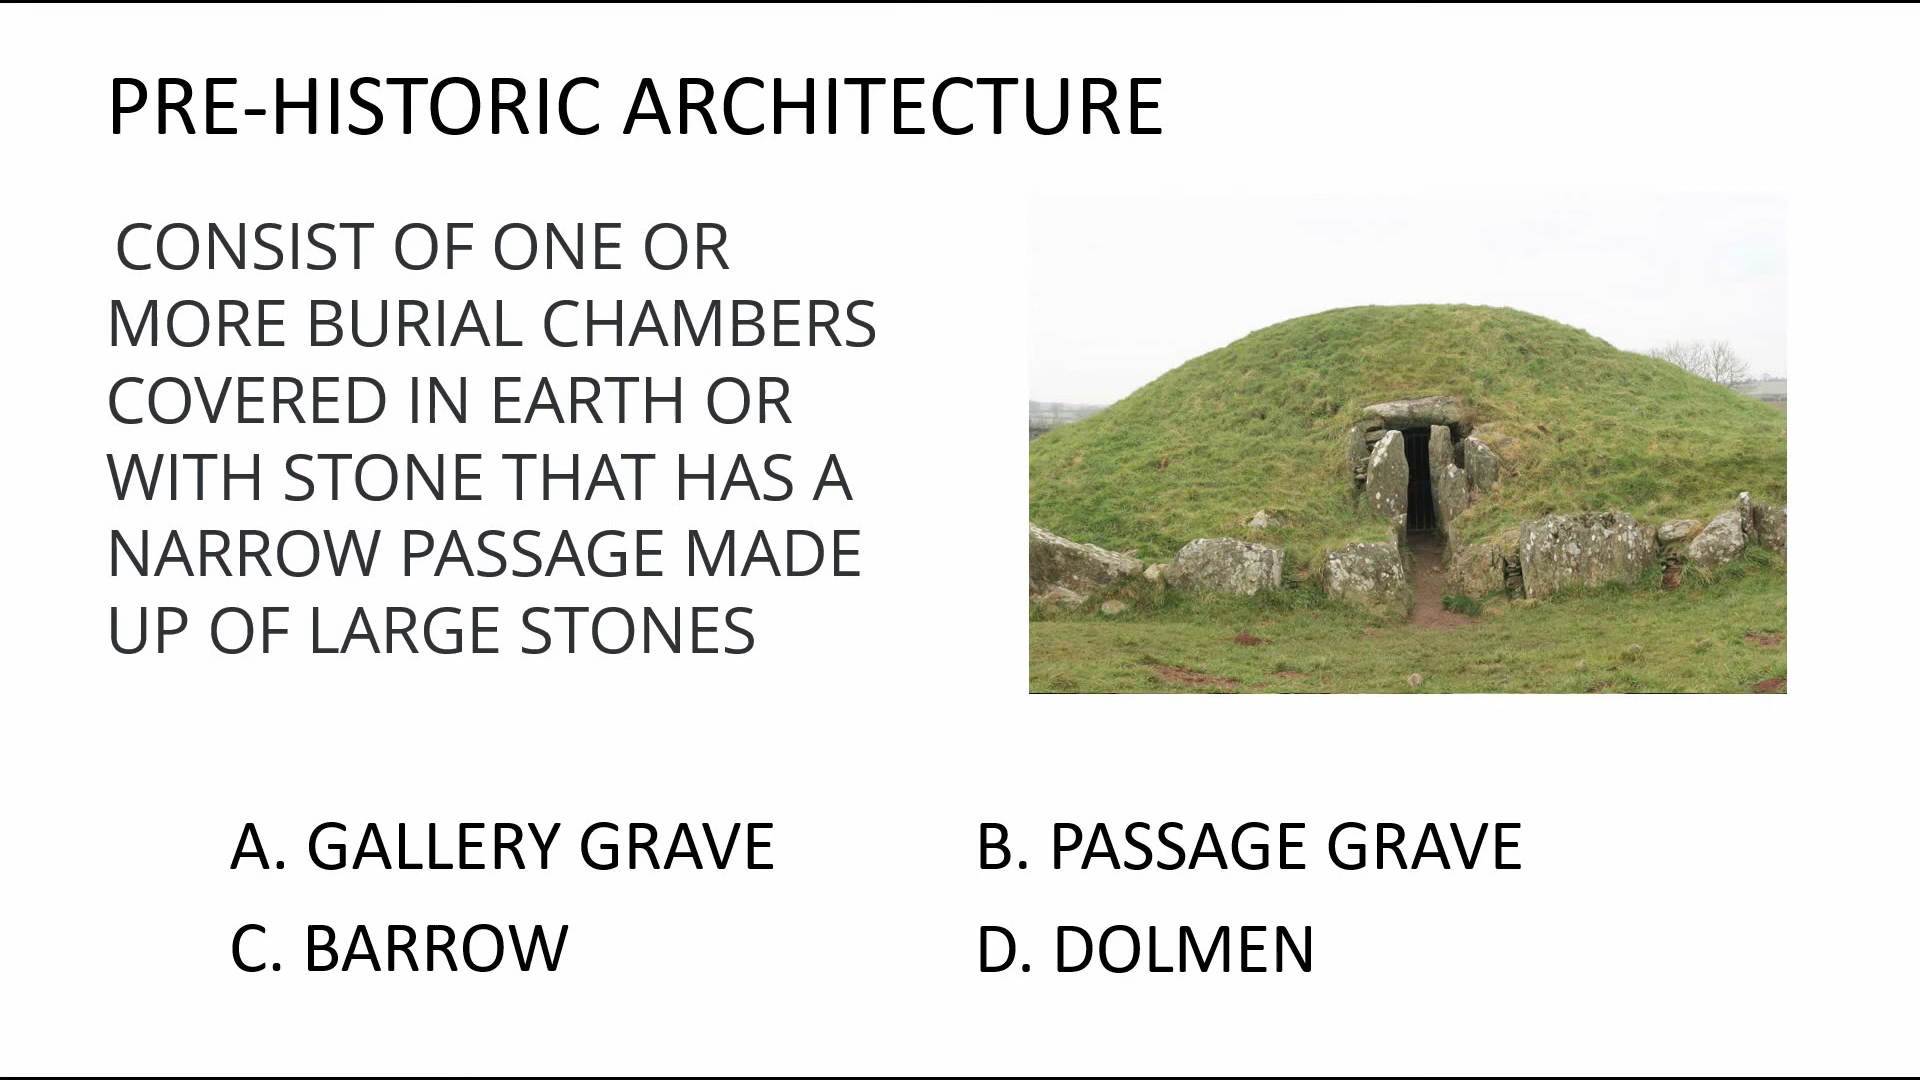 PRE-HISTORIC ARCHITECTURE
CONSIST OF ONE OR
MORE BURIAL CHAMBERS
COVERED IN EARTH OR
WITH STONE THAT HAS A
NARROW PASSAGE MADE
UP OF LARGE STONES
A. GALLERY GRAVE
B. PASSAGE GRAVE
C. BARROW
D. DOLMEN